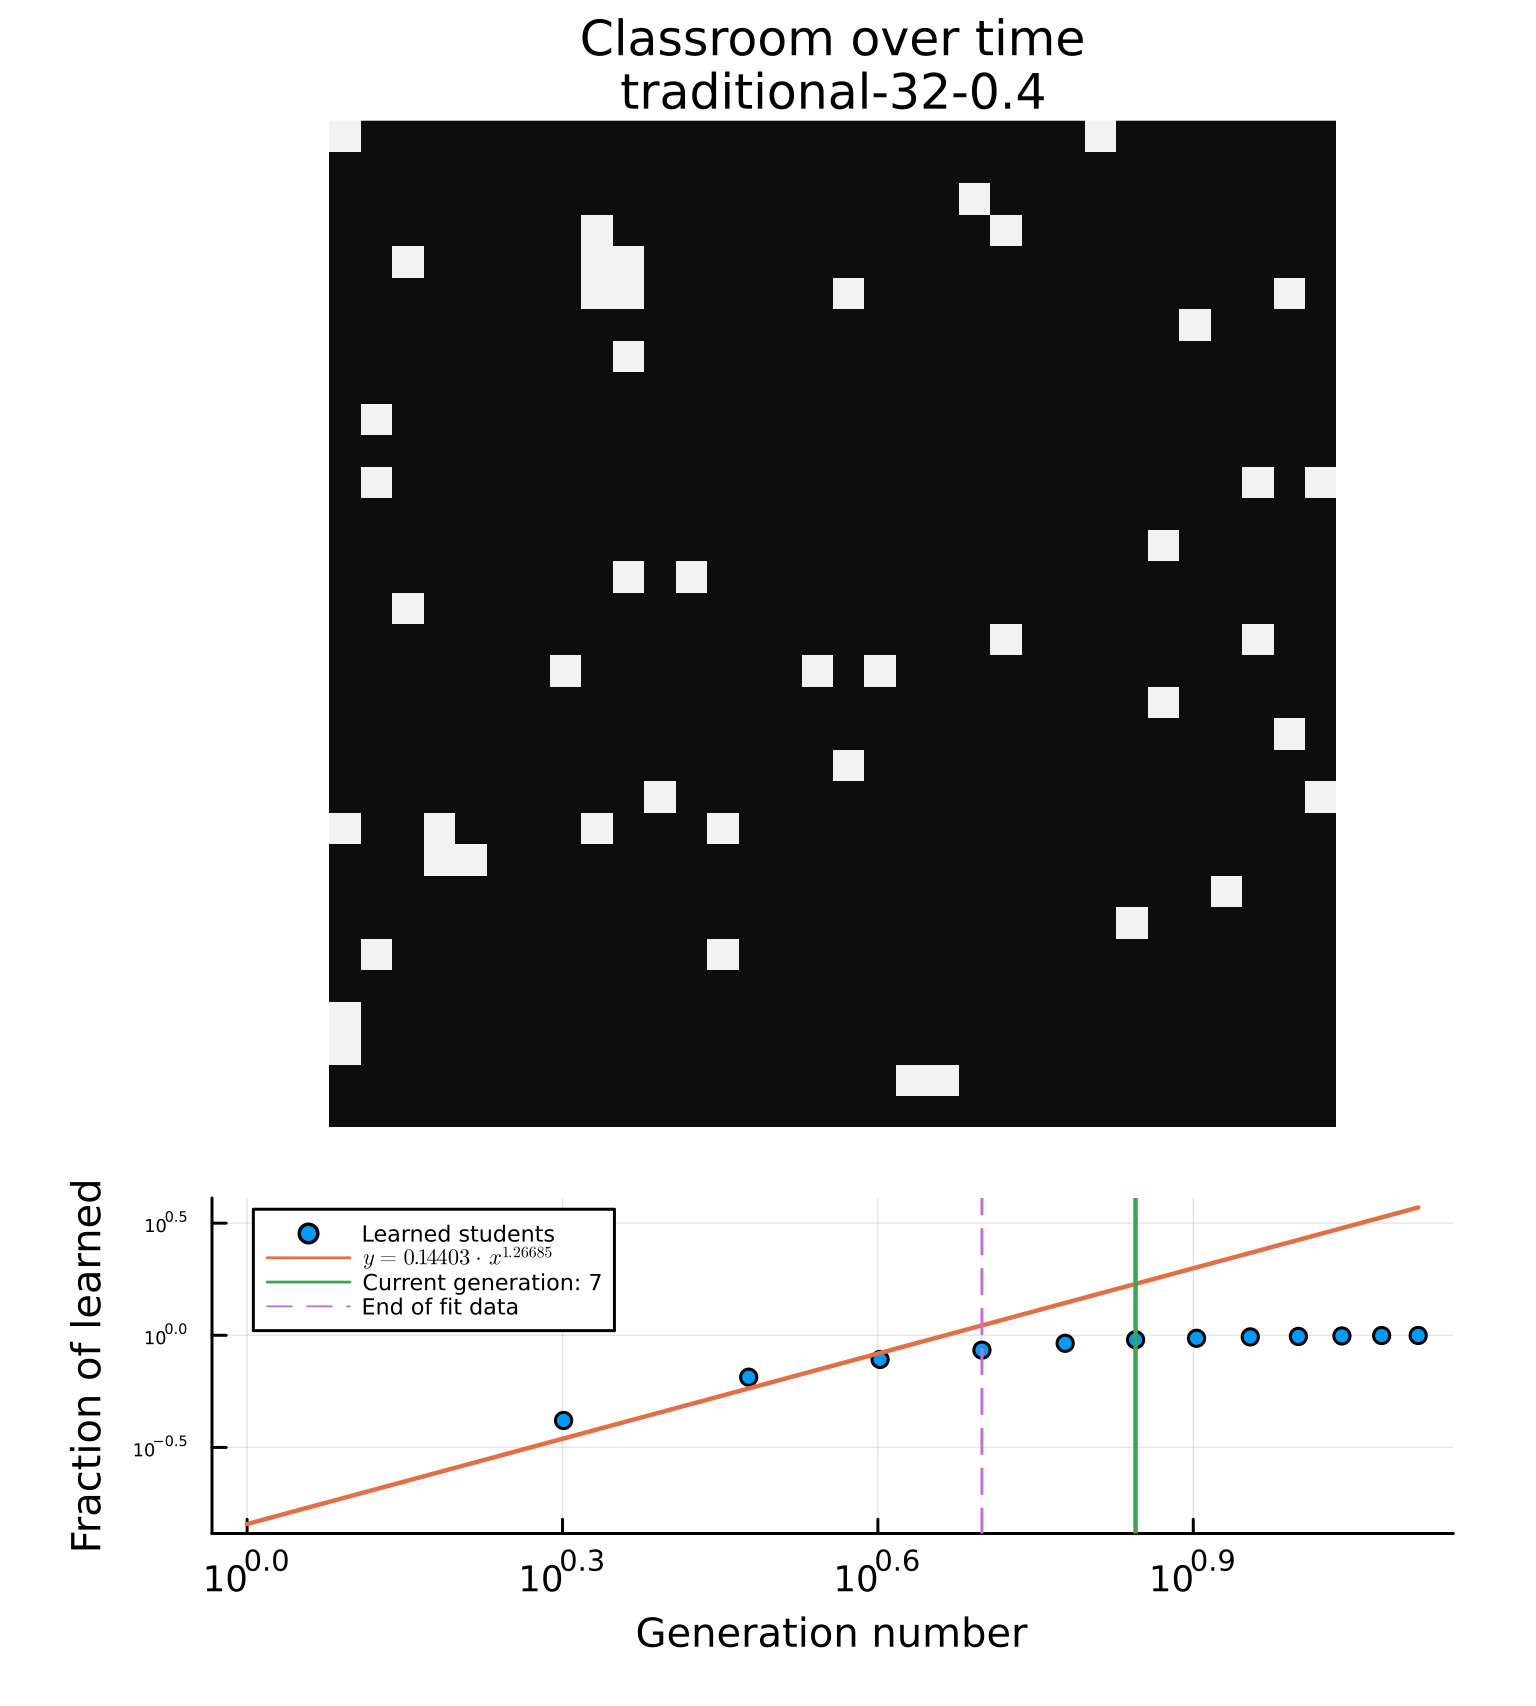 Classroom over time
traditional-32-0.4
Fraction of learned
10^0.5
10^0.0
10^−0.5
Learned students
y = 0.14403 · x^1.26685
Current generation: 7
End of fit data
10^0.0 10^0.3 10^0.6 10^0.9
Generation number